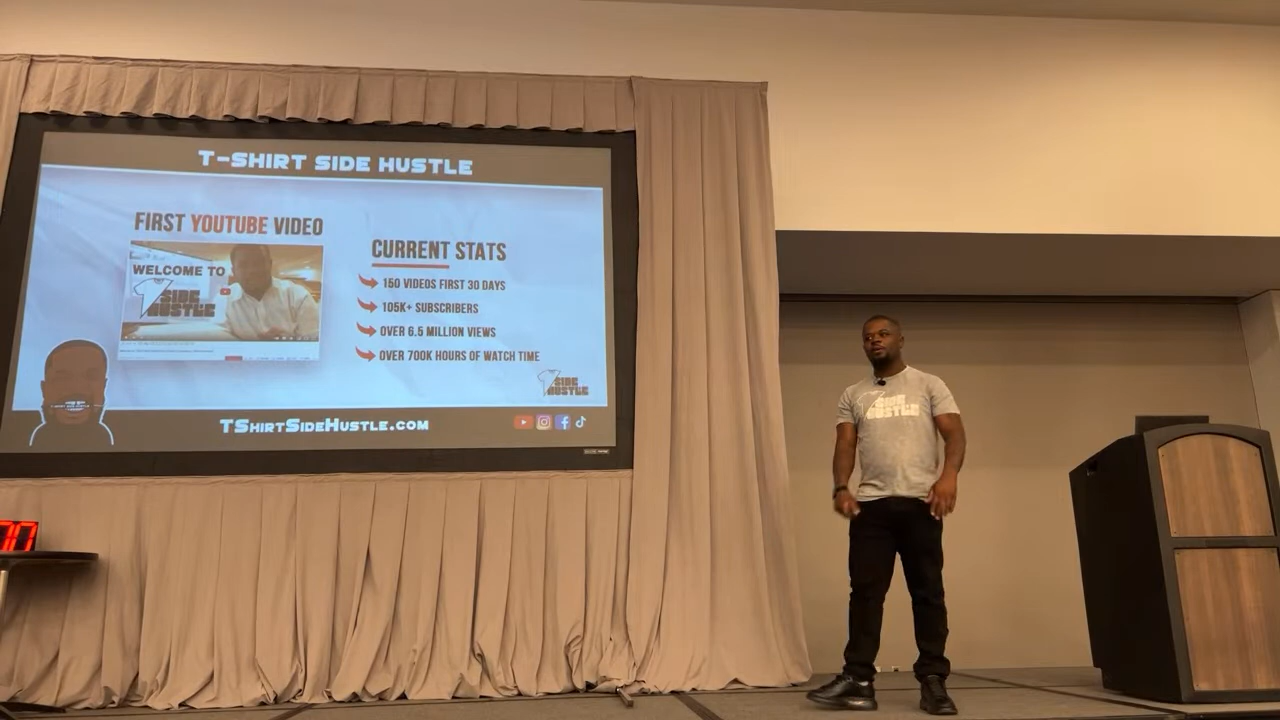 T-SHIRT SIDE HUSTLE
FIRST YOUTUBE VIDEO
WELCOME TO
SIDE
HUSTLE
CURRENT STATS
150 VIDEOS FIRST 30 DAYS
105K+ SUBSCRIBERS
OVER 6.5 MILLION VIEWS
OVER 700K HOURS OF WATCH TIME
SIDE
HUSTLE
TSHIRTSIDEHUSTLE.COM
SIDE
HUSTLE